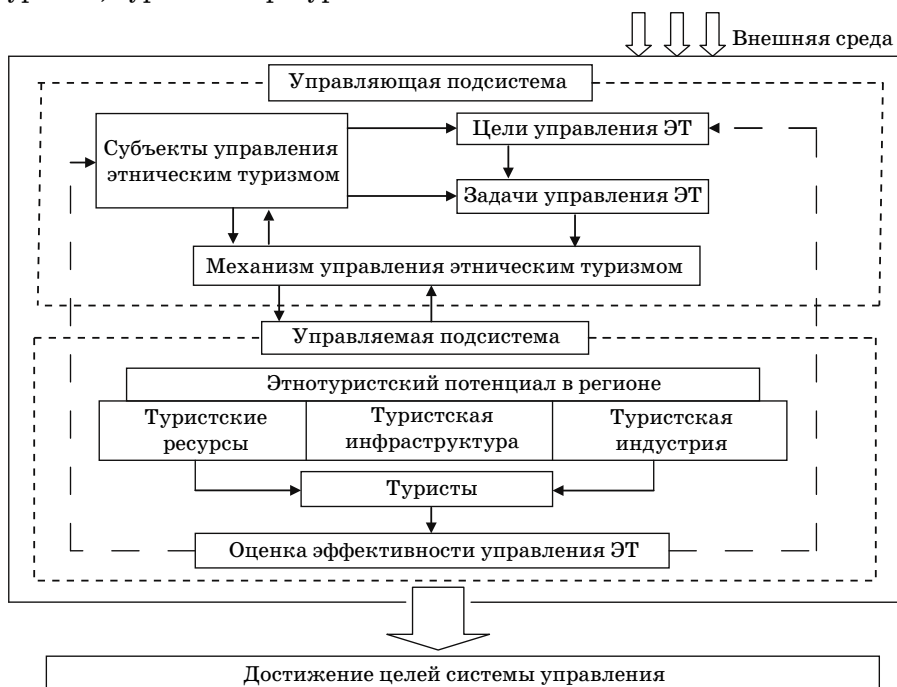 Внешняя среда
Управляющая подсистема
Субъекты управления
этническим туризмом
Цели управления ЭТ
Задачи управления ЭТ
Механизм управления этническим туризмом
Управляемая подсистема
Этнотуристский потенциал в регионе
Туристские
ресурсы
Туристская
инфраструктура
Туристская
индустрия
Туристы
Оценка эффективности управления ЭТ
Достижение целей системы управления